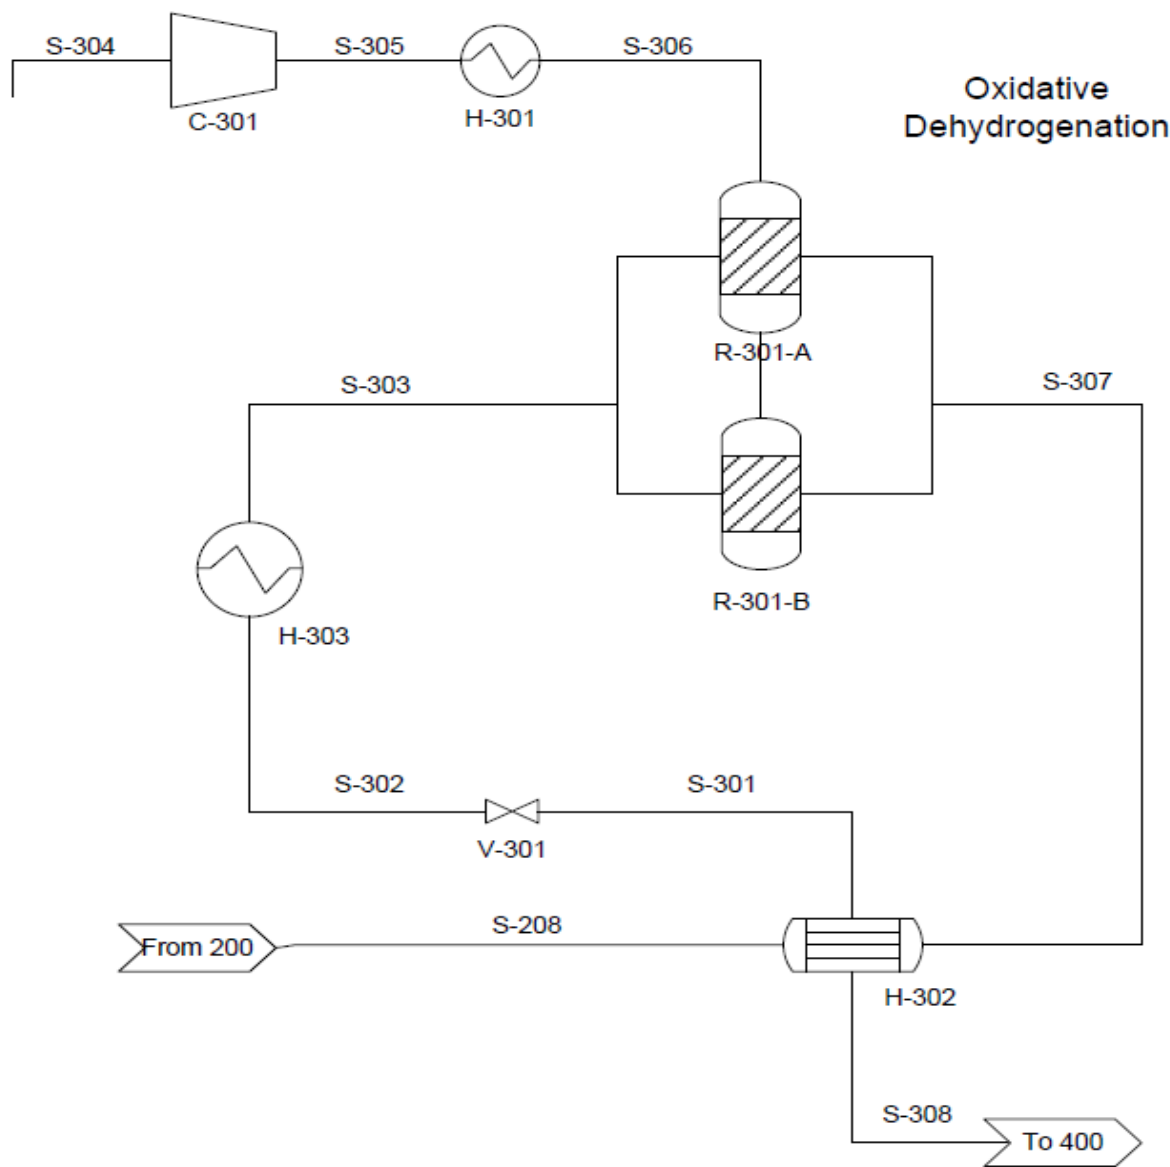 S-304
S-305
S-306
C-301
H-301
Oxidative
Dehydrogenation
R-301-A
S-303
S-307
R-301-B
H-303
S-302
S-301
V-301
From 200
S-208
H-302
S-308
To 400